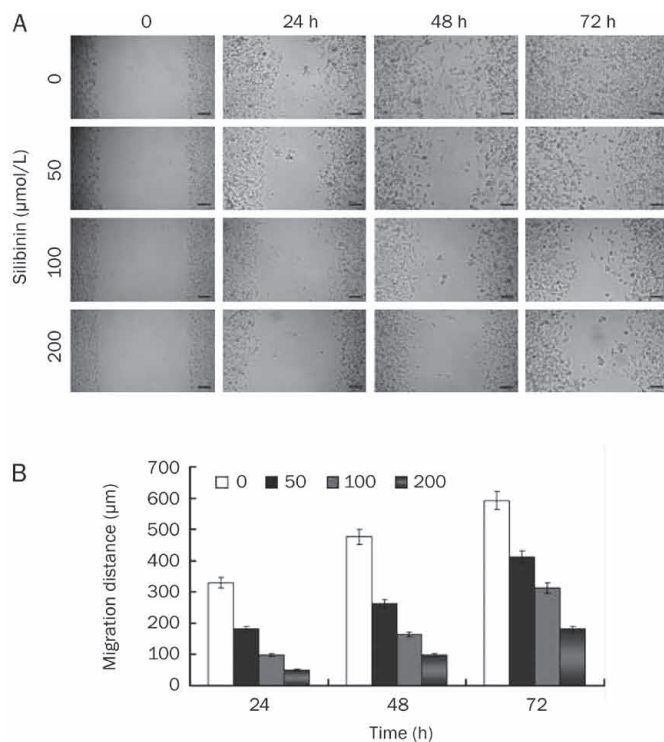 A
0 24 h 48 h 72 h
0
50
100
200
Silibinin (µmol/L)
B
700
600
500
400
300
200
100
0
0 50 100 200
Migration distance (µm)
24 48 72
Time (h)